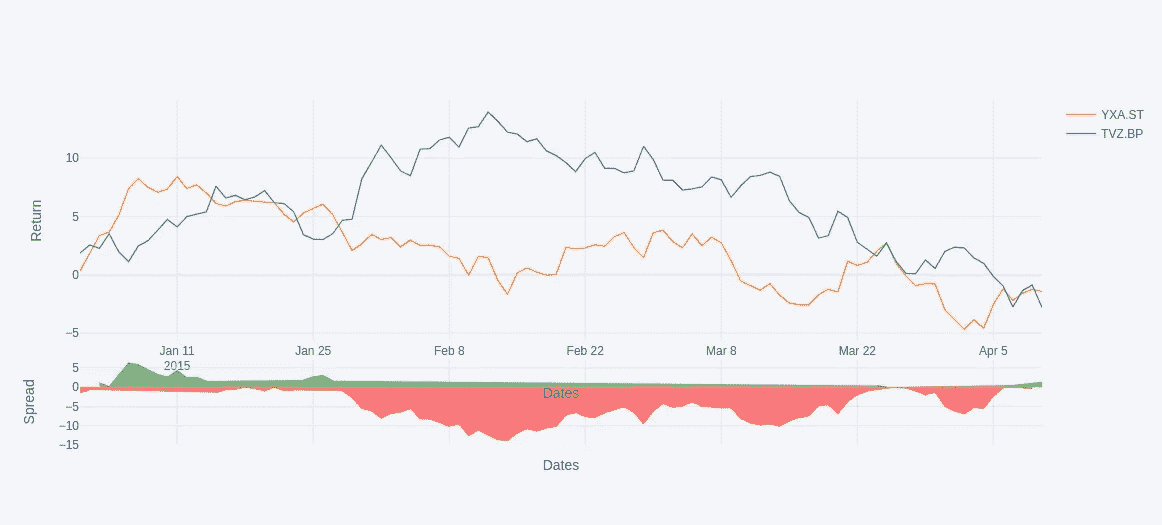 YXA.ST
TVZ.BP
Return
10
5
0
−5
Jan 11
2015
Jan 25
Feb 8
Feb 22
Mar 8
Mar 22
Apr 5
Dates
Spread
5
0
−5
−10
−15
Dates